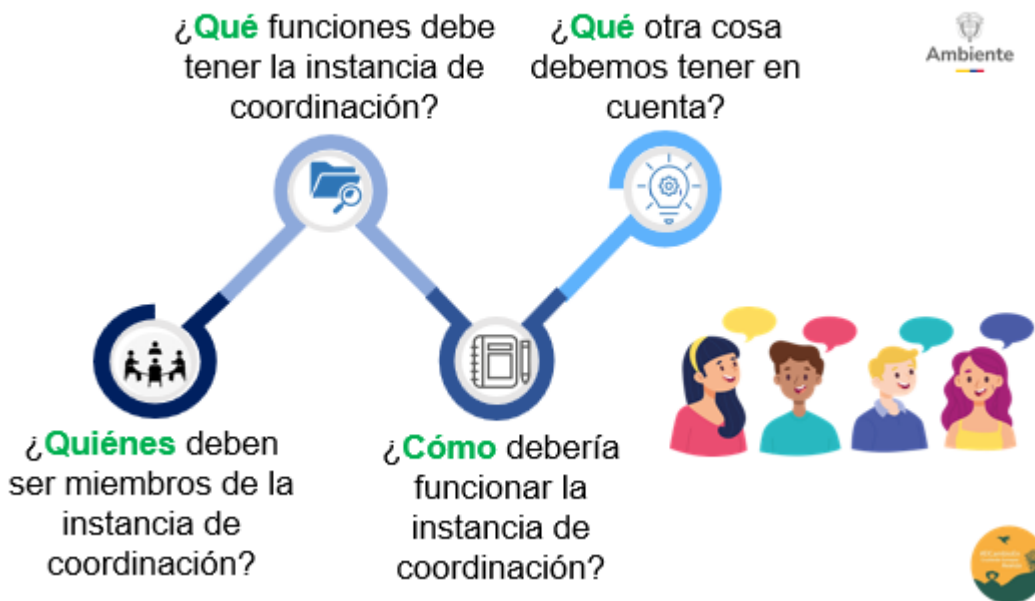 ¿Qué funciones debe
tener la instancia de
coordinación?
¿Qué otra cosa
debemos tener en
cuenta?
Ambiente
¿Quiénes deben
ser miembros de la
instancia de
coordinación?
¿Cómo debería
funcionar la
instancia de
coordinación?